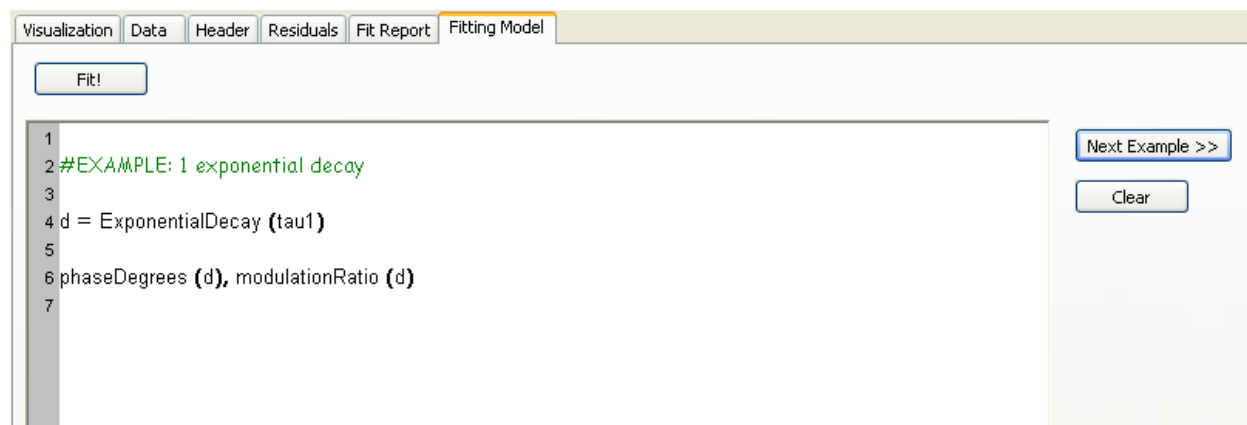 Visualization Data Header Residuals Fit Report Fitting Model
Fit!
1
2 #EXAMPLE: 1 exponential decay
3
4 d = ExponentialDecay (tau1)
5
6 phaseDegrees (d), modulationRatio (d)
7
Next Example >>
Clear